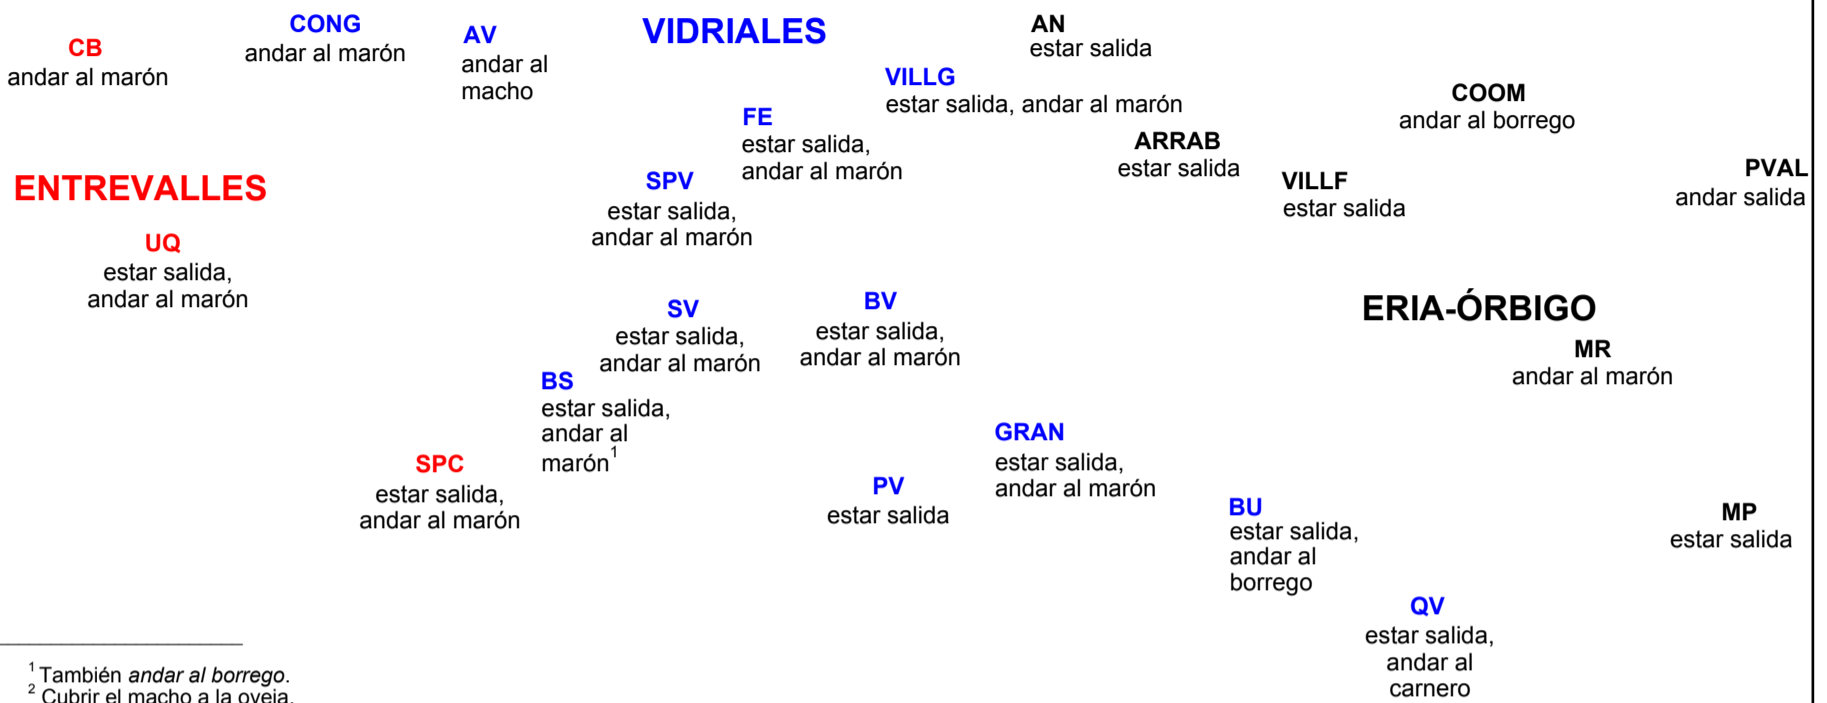 CB
andar al marón
CONG
andar al marón
AV
andar al
macho
VIDRIALES
AN
estar salida
VILLG
estar salida, andar al marón
COOM
andar al borrego
FE
estar salida,
andar al marón
ARRAB
estar salida
PVAL
andar salida
ENTREVALLES
SPV
estar salida,
andar al marón
VILLF
estar salida
UQ
estar salida,
andar al marón
SV
estar salida,
andar al marón
BV
estar salida,
andar al marón
ERIA-ÓRBIGO
MR
andar al marón
BS
estar salida,
andar al
marón1
GRAN
estar salida,
andar al marón
SPC
estar salida,
andar al marón
PV
estar salida
BU
estar salida,
andar al
borrego
MP
estar salida
QV
estar salida,
andar al
carnero
1 También andar al borrego.
2 Cubrir el macho a la oveja.